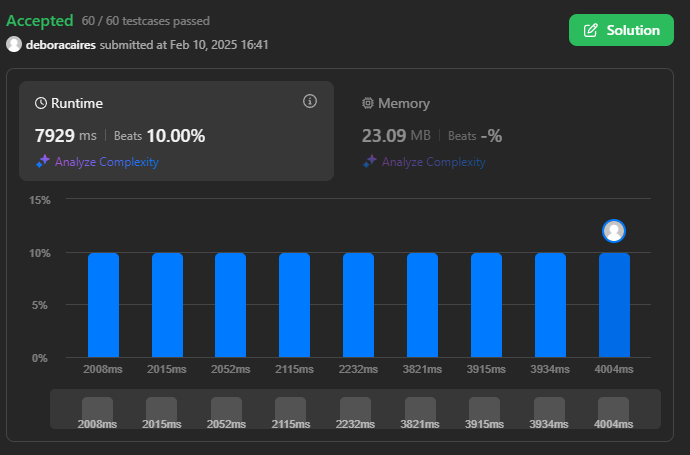 Accepted 60 / 60 testcases passed
deboracaires submitted at Feb 10, 2025 16:41
Solution
Runtime
7929 ms Beats 10.00%
Analyze Complexity
Memory
23.09 MB Beats -%
Analyze Complexity
15%
10%
5%
0%
2008ms 2015ms 2052ms 2115ms 2232ms 3821ms 3915ms 3934ms 4004ms
2008ms 2015ms 2052ms 2115ms 2232ms 3821ms 3915ms 3934ms 4004ms